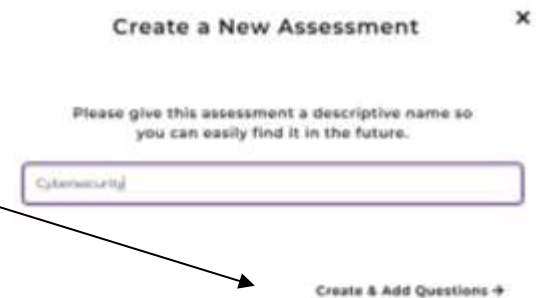 Create a New Assessment ×
Please give this assessment a descriptive name so
you can easily find it in the future.
Cybersecurity
Create & Add Questions →